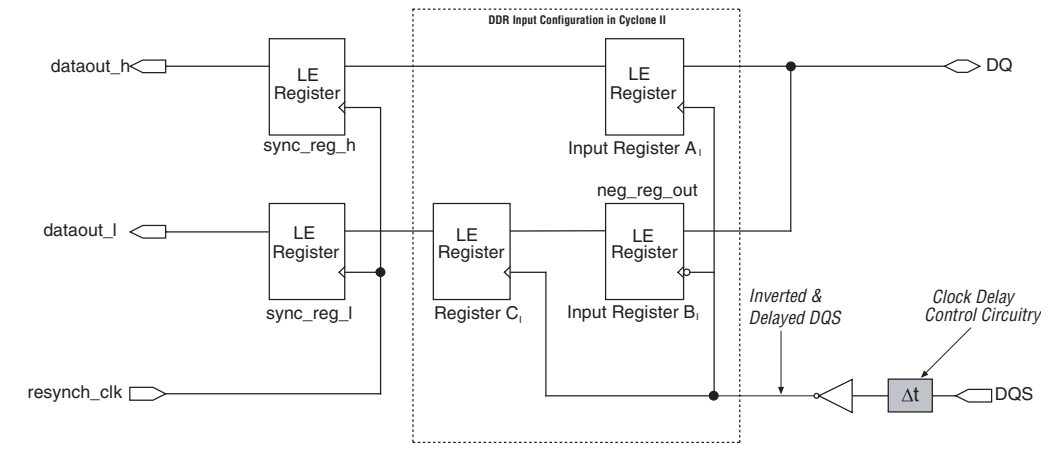 DDR Input Configuration in Cyclone II
dataout_h
LE
Register
sync_reg_h
LE
Register
Input Register A I
DQ
neg_reg_out
dataout_l
LE
Register
sync_reg_l
LE
Register
Register C I
LE
Register
Input Register B I
Inverted &
Delayed DQS
Clock Delay
Control Circuitry
resynch_clk
Δt
DQS